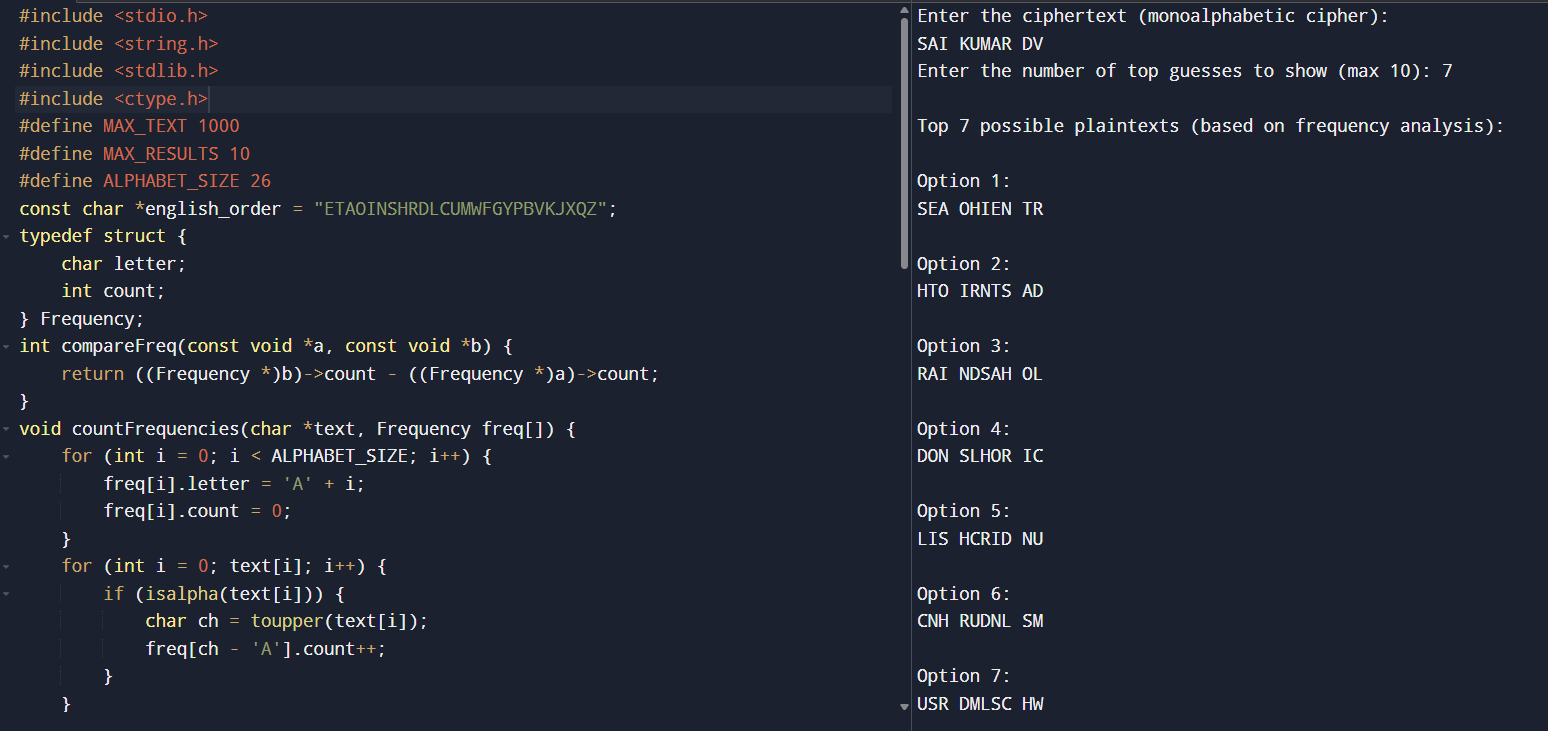 #include <stdio.h>
#include <string.h>
#include <stdlib.h>
#include <ctype.h>
#define MAX_TEXT 1000
#define MAX_RESULTS 10
#define ALPHABET_SIZE 26
const char *english_order = "ETAOINSHRDLCUMWFGYPBVKJXQZ";
typedef struct {
    char letter;
    int count;
} Frequency;
int compareFreq(const void *a, const void *b) {
    return ((Frequency *)b)->count - ((Frequency *)a)->count;
}
void countFrequencies(char *text, Frequency freq[]) {
    for (int i = 0; i < ALPHABET_SIZE; i++) {
        freq[i].letter = 'A' + i;
        freq[i].count = 0;
    }
    for (int i = 0; text[i]; i++) {
        if (isalpha(text[i])) {
            char ch = toupper(text[i]);
            freq[ch - 'A'].count++;
        }
    }
Enter the ciphertext (monoalphabetic cipher):
SAI KUMAR DV
Enter the number of top guesses to show (max 10): 7
Top 7 possible plaintexts (based on frequency analysis):
Option 1:
SEA OHIEN TR
Option 2:
HTO IRNTS AD
Option 3:
RAI NDSAH OL
Option 4:
DON SLHOR IC
Option 5:
LIS HCRID NU
Option 6:
CNH RUDNL SM
Option 7:
USR DMLSC HW